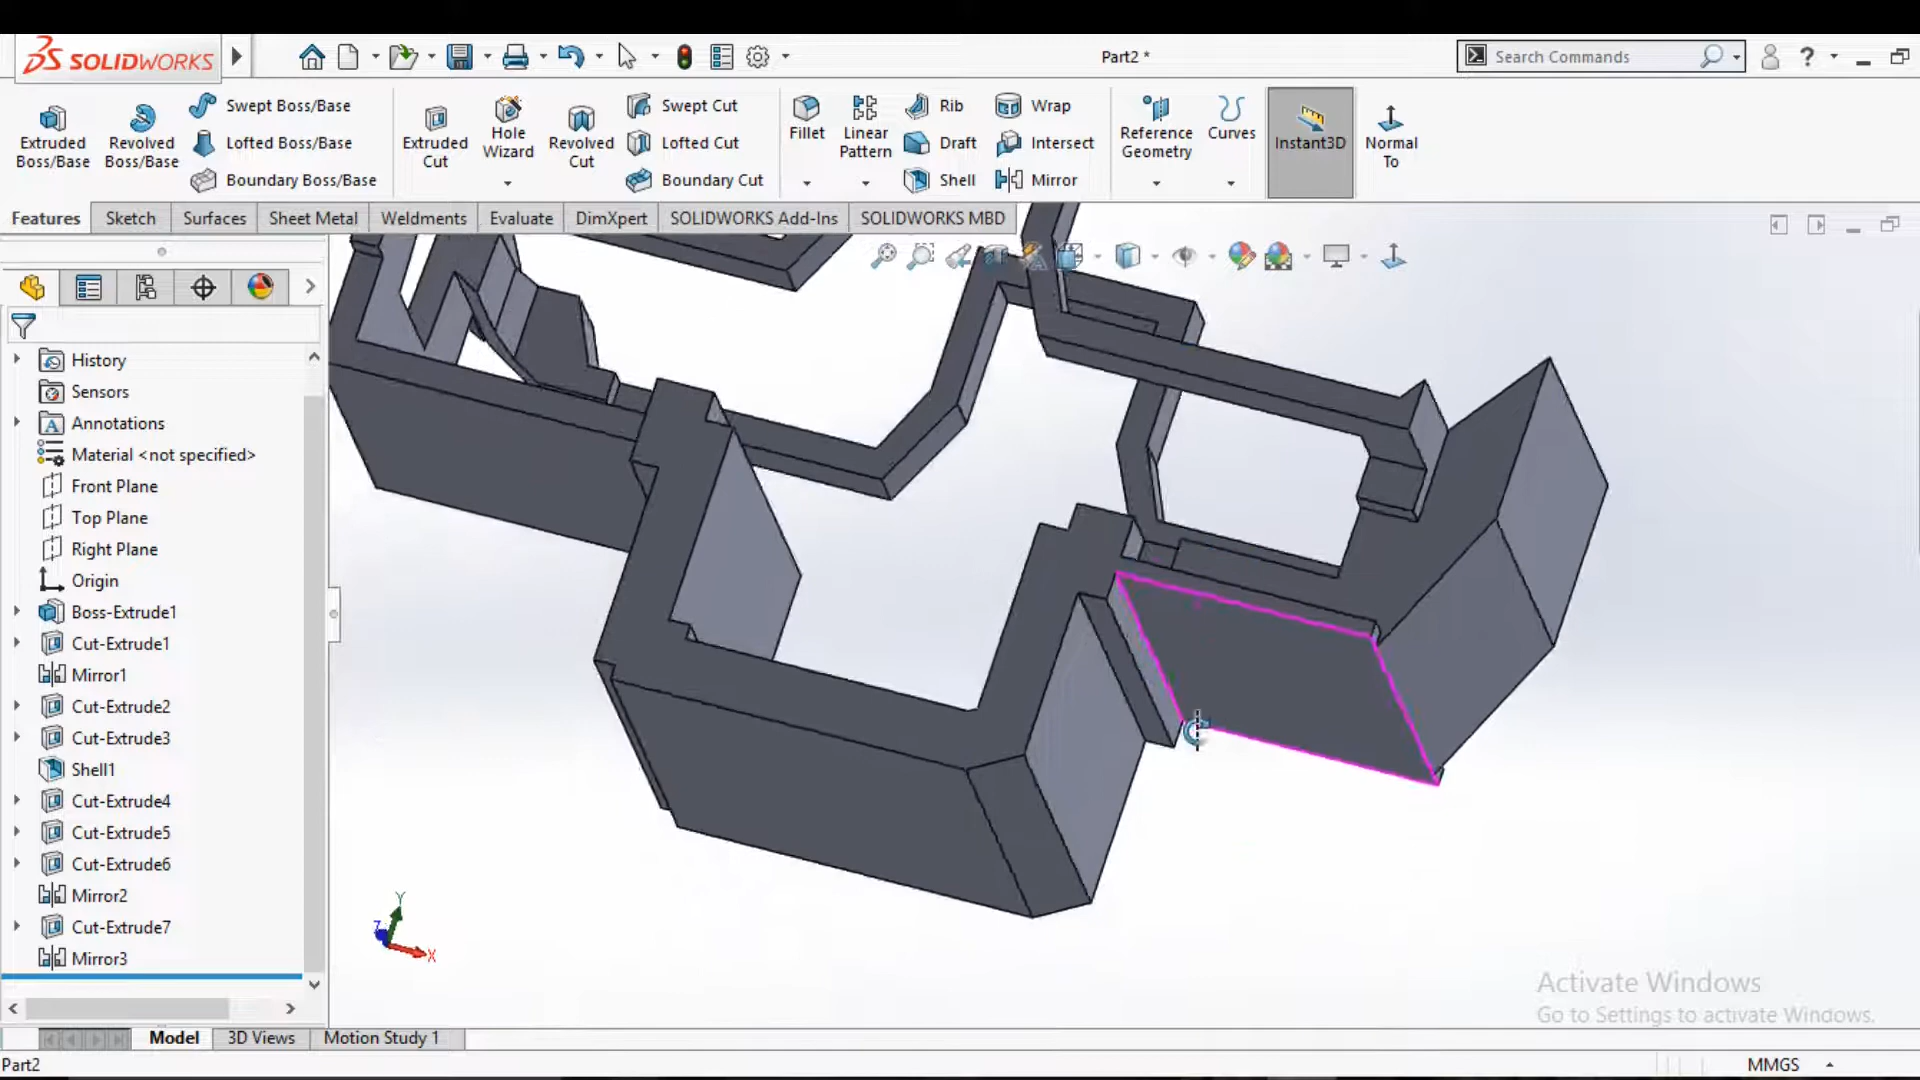 SOLIDWORKS
Part2 *
Search Commands
?
Extruded Boss/Base
Revolved Boss/Base
Swept Boss/Base
Lofted Boss/Base
Boundary Boss/Base
Extruded Cut
Hole Wizard
Revolved Cut
Swept Cut
Lofted Cut
Boundary Cut
Fillet
Linear Pattern
Rib
Draft
Shell
Wrap
Intersect
Mirror
Reference Geometry
Curves
Instant3D
Normal To
Features
Sketch
Surfaces
Sheet Metal
Weldments
Evaluate
DimXpert
SOLIDWORKS Add-Ins
SOLIDWORKS MBD
History
Sensors
Annotations
Material <not specified>
Front Plane
Top Plane
Right Plane
Origin
Boss-Extrude1
Cut-Extrude1
Mirror1
Cut-Extrude2
Cut-Extrude3
Shell1
Cut-Extrude4
Cut-Extrude5
Cut-Extrude6
Mirror2
Cut-Extrude7
Mirror3
Y
Z
X
Activate Windows
Go to Settings to activate Windows.
Model
3D Views
Motion Study 1
Part2
MMGS